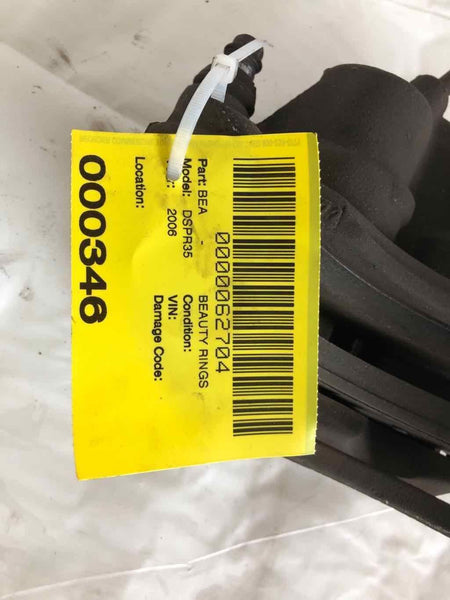 0000062704
Part: BEA - BEAUTY RINGS
Model: DSPR35 Condition:
2006 VIN:
Damage Code:
Location:
000346